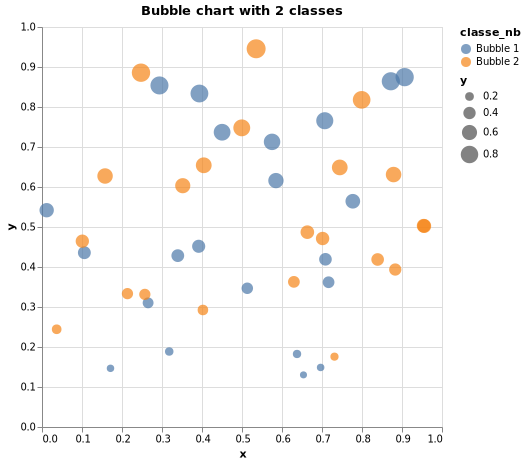 Bubble chart with 2 classes
1.0
0.9
0.8
0.7
0.6
0.5
0.4
0.3
0.2
0.1
0.0
y
0.0 0.1 0.2 0.3 0.4 0.5 0.6 0.7 0.8 0.9 1.0
x
classe_nb
Bubble 1
Bubble 2
y
0.2
0.4
0.6
0.8